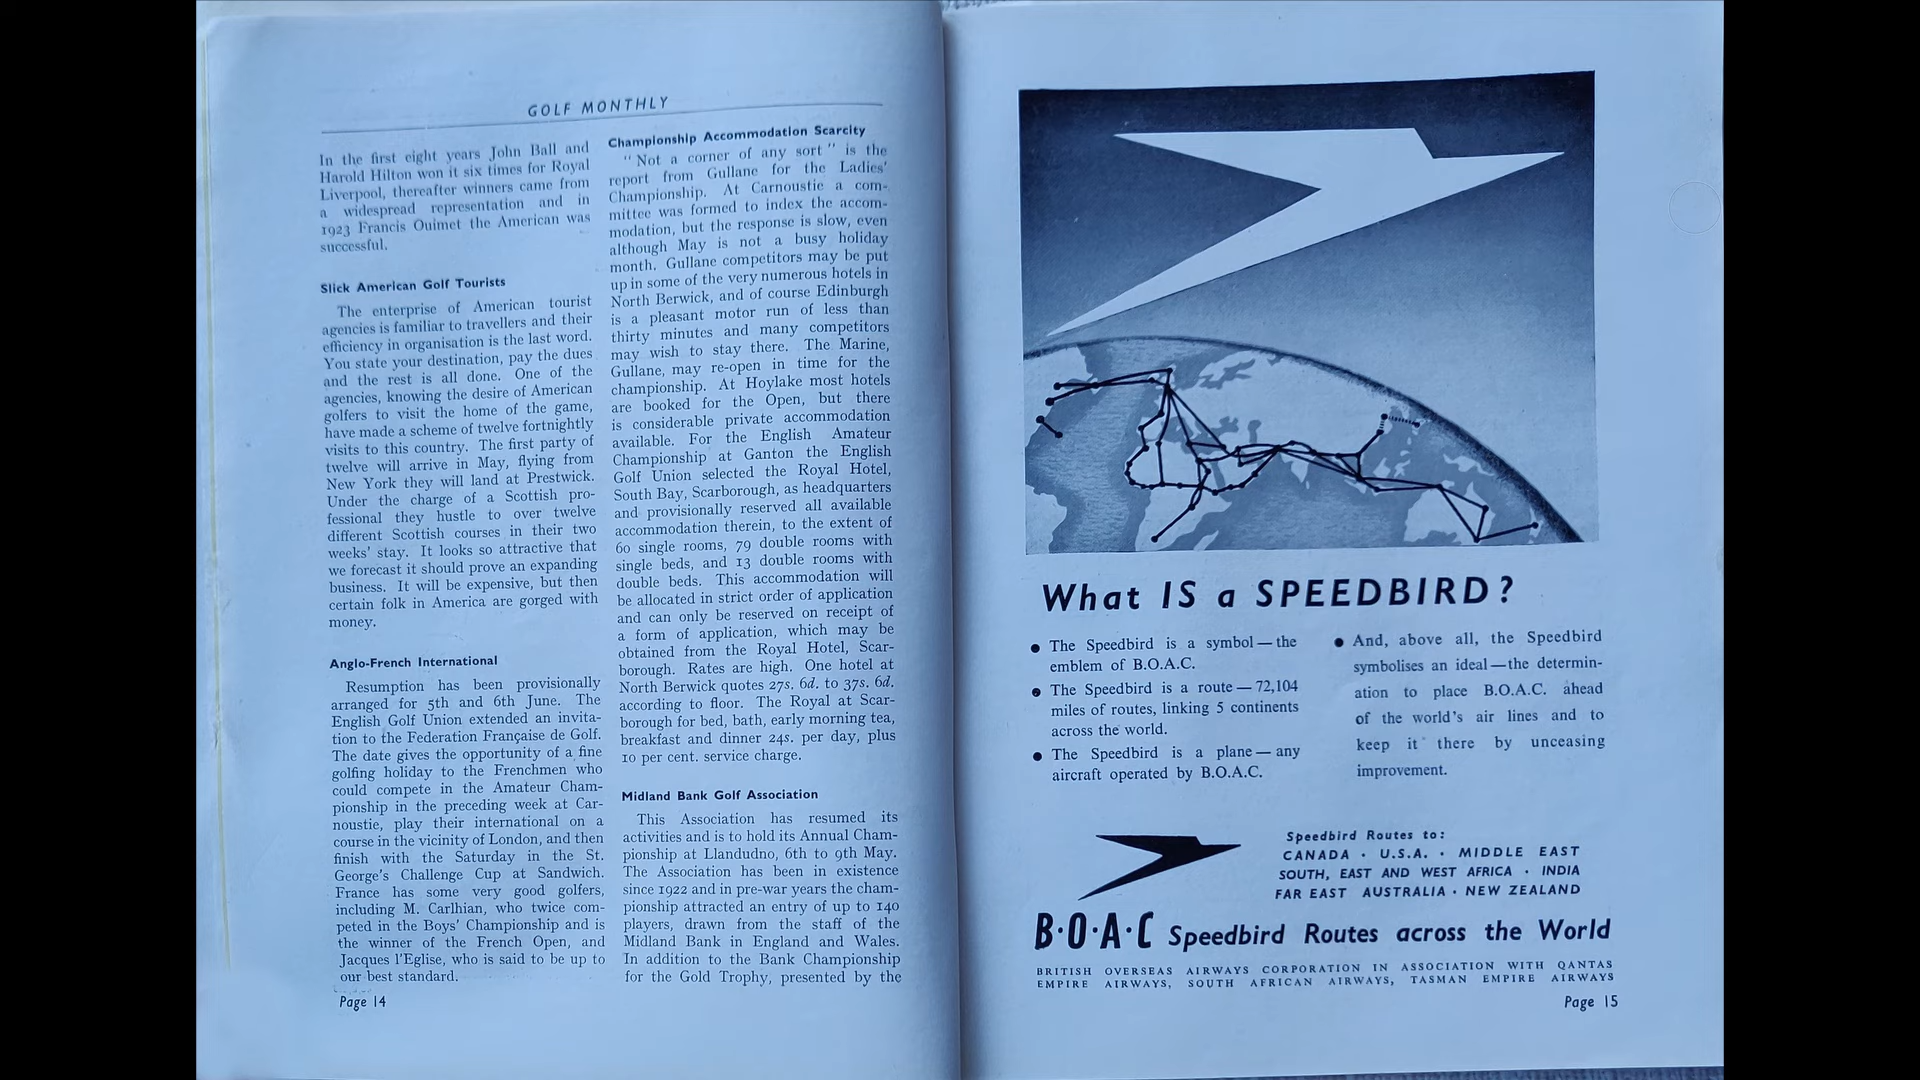 GOLF MONTHLY
In the first eight years John Ball and
Harold Hilton won it six times for Royal
Liverpool, thereafter winners came from
a widespread representation and in
1923 Francis Ouimet the American was
successful.
Slick American Golf Tourists
The enterprise of American tourist
agencies is familiar to travellers and their
efficiency in organisation is the last word.
You state your destination, pay the dues
and the rest is all done. One of the
agencies, knowing the desire of American
golfers to visit the home of the game,
have made a scheme of twelve fortnightly
visits to this country. The first party of
twelve will arrive in May, flying from
New York they will land at Prestwick.
Under the charge of a Scottish pro-
fessional they hustle to over twelve
different Scottish courses in their two
weeks' stay. It looks so attractive that
we forecast it should prove an expanding
business. It will be expensive, but then
certain folk in America are gorged with
money.
Anglo-French International
Resumption has been provisionally
arranged for 5th and 6th June. The
English Golf Union extended an invita-
tion to the Federation Française de Golf.
The date gives the opportunity of a fine
golfing holiday to the Frenchmen who
could compete in the Amateur Cham-
pionship in the preceding week at Car-
noustie, play their international on a
course in the vicinity of London, and then
finish with the Saturday in the St.
George's Challenge Cup at Sandwich.
France has some very good golfers,
including M. Carlhian, who twice com-
peted in the Boys' Championship and is
the winner of the French Open, and
Jacques l'Eglise, who is said to be up to
our best standard.
Page 14
Championship Accommodation Scarcity
"Not a corner of any sort" is the
report from Gullane for the Ladies'
Championship. At Carnoustie a com-
mittee was formed to index the accom-
modation, but the response is slow, even
although May is not a busy holiday
month. Gullane competitors may be put
up in some of the very numerous hotels in
North Berwick, and of course Edinburgh
is a pleasant motor run of less than
thirty minutes and many competitors
may wish to stay there. The Marine,
Gullane, may re-open in time for the
championship. At Hoylake most hotels
are booked for the Open, but there
is considerable private accommodation
available. For the English Amateur
Championship at Ganton the English
Golf Union selected the Royal Hotel,
South Bay, Scarborough, as headquarters
and provisionally reserved all available
accommodation therein, to the extent of
60 single rooms, 79 double rooms with
single beds, and 13 double rooms with
double beds. This accommodation will
be allocated in strict order of application
and can only be reserved on receipt of
a form of application, which may be
obtained from the Royal Hotel, Scar-
borough. Rates are high. One hotel at
North Berwick quotes 27s. 6d. to 37s. 6d.
according to floor. The Royal at Scar-
borough for bed, bath, early morning tea,
breakfast and dinner 24s. per day, plus
10 per cent. service charge.
Midland Bank Golf Association
This Association has resumed its
activities and is to hold its Annual Cham-
pionship at Llandudno, 6th to 9th May.
The Association has been in existence
since 1922 and in pre-war years the cham-
pionship attracted an entry of up to 140
players, drawn from the staff of the
Midland Bank in England and Wales.
In addition to the Bank Championship
for the Gold Trophy, presented by the
What IS a SPEEDBIRD?
• The Speedbird is a symbol — the
emblem of B.O.A.C.
• The Speedbird is a route — 72,104
miles of routes, linking 5 continents
across the world.
• The Speedbird is a plane — any
aircraft operated by B.O.A.C.
• And, above all, the Speedbird
symbolises an ideal — the determin-
ation to place B.O.A.C. ahead
of the world's air lines and to
keep it there by unceasing
improvement.
Speedbird Routes to:
CANADA · U.S.A. · MIDDLE EAST
SOUTH, EAST AND WEST AFRICA · INDIA
FAR EAST AUSTRALIA · NEW ZEALAND
B·O·A·C Speedbird Routes across the World
BRITISH OVERSEAS AIRWAYS CORPORATION IN ASSOCIATION WITH QANTAS
EMPIRE AIRWAYS, SOUTH AFRICAN AIRWAYS, TASMAN EMPIRE AIRWAYS
Page 15